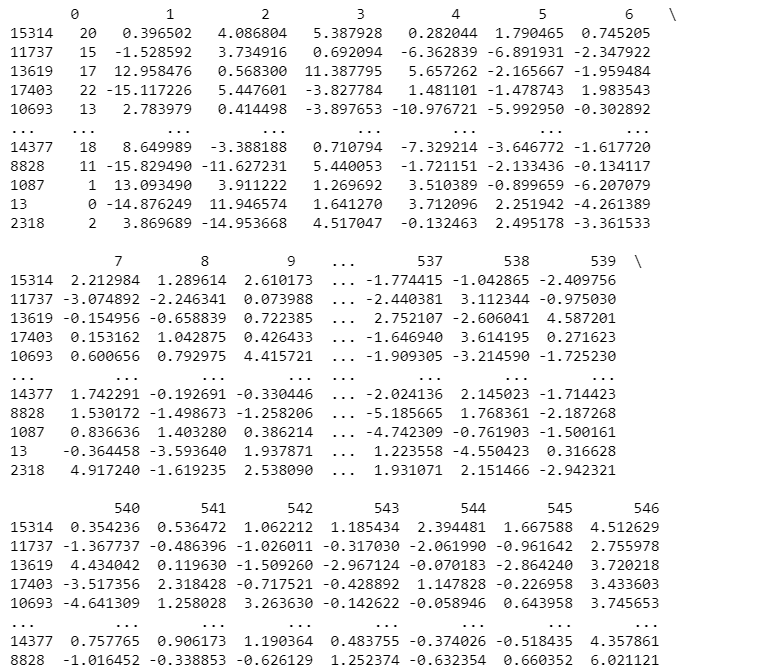 0 1 2 3 4 5 6 \
15314 20 0.396502 4.086804 5.387928 0.282044 1.790465 0.745205
11737 15 -1.528592 3.734916 0.692094 -6.362839 -6.891931 -2.347922
13619 17 12.958476 0.568300 11.387795 5.657262 -2.165667 -1.959484
17403 22 -15.117226 5.447601 -3.827784 1.481101 -1.478743 1.983543
10693 13 2.783979 0.414498 -3.897653 -10.976721 -5.992950 -0.302892
... ... ... ... ... ... ... ...
14377 18 8.649989 -3.388188 0.710794 -7.329214 -3.646772 -1.617720
8828 11 -15.829490 -11.627231 5.440053 -1.721151 -2.133436 -0.134117
1087 1 13.093490 3.911222 1.269692 3.510389 -0.899659 -6.207079
13 0 -14.876249 11.946574 1.641270 3.712096 2.251942 -4.261389
2318 2 3.869689 -14.953668 4.517047 -0.132463 2.495178 -3.361533
7 8 9 ... 537 538 539 \
15314 2.212984 1.289614 2.610173 ... -1.774415 -1.042865 -2.409756
11737 -3.074892 -2.246341 0.073988 ... -2.440381 3.112344 -0.975030
13619 -0.154956 -0.658839 0.722385 ... 2.752107 -2.606041 4.587201
17403 0.153162 1.042875 0.426433 ... -1.646940 3.614195 0.271623
10693 0.600656 0.792975 4.415721 ... -1.909305 -3.214590 -1.725230
... ... ... ... ... ... ... ...
14377 1.742291 -0.192691 -0.330446 ... -2.024136 2.145023 -1.714423
8828 1.530172 -1.498673 -1.258206 ... -5.185665 1.768361 -2.187268
1087 0.836636 1.403280 0.386214 ... -4.742309 -0.761903 -1.500161
13 -0.364458 -3.593640 1.937871 ... 1.223558 -4.550423 0.316628
2318 4.917240 -1.619235 2.538090 ... 1.931071 2.151466 -2.942321
540 541 542 543 544 545 546
15314 0.354236 0.536472 1.062212 1.185434 2.394481 1.667588 4.512629
11737 -1.367737 -0.486396 -1.026011 -0.317030 -2.061990 -0.961642 2.755978
13619 4.434042 0.119630 -1.509260 -2.967124 -0.070183 -2.864240 3.720218
17403 -3.517356 2.318428 -0.717521 -0.428892 1.147828 -0.226958 3.433603
10693 -4.641309 1.258028 3.263630 -0.142622 -0.058946 0.643958 3.745653
... ... ... ... ... ... ... ...
14377 0.757765 0.906173 1.190364 0.483755 -0.374026 -0.518435 4.357861
8828 -1.016452 -0.338853 -0.626129 1.252374 -0.632354 0.660352 6.021121